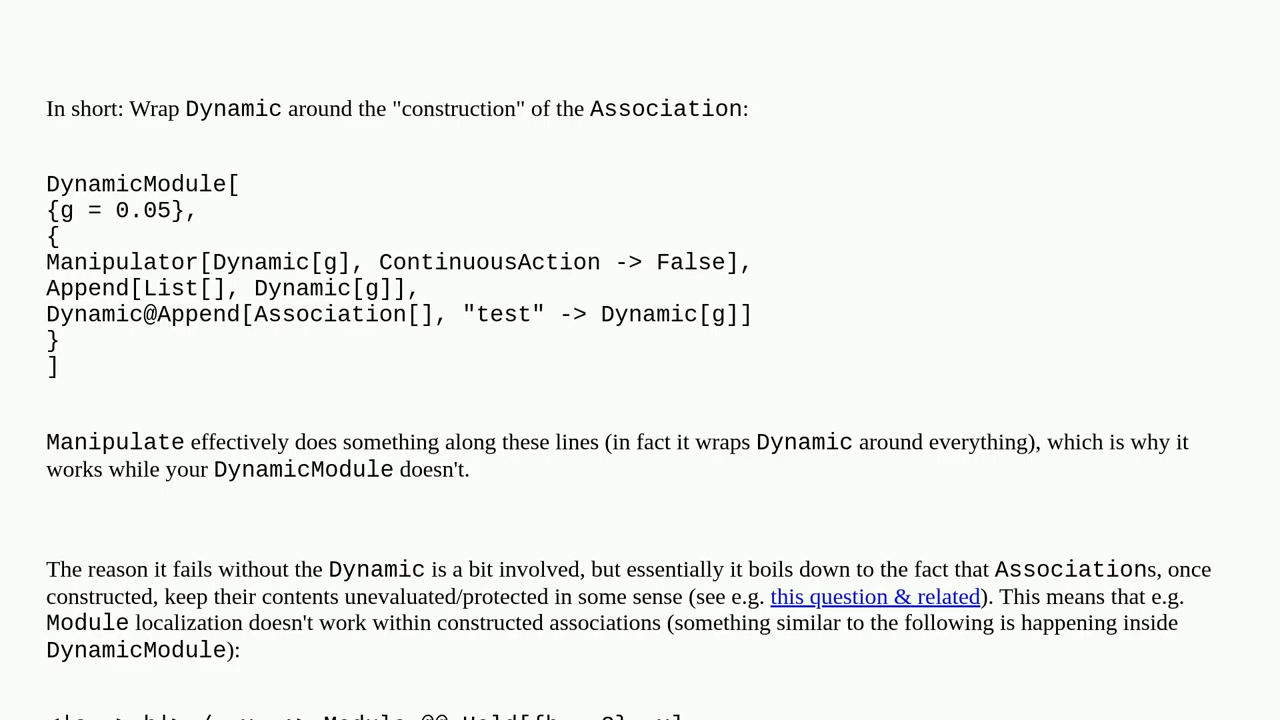 In short: Wrap Dynamic around the "construction" of the Association:
DynamicModule[
{g = 0.05},
{
Manipulator[Dynamic[g], ContinuousAction -> False],
Append[List[], Dynamic[g]],
Dynamic@Append[Association[], "test" -> Dynamic[g]]
}
]
Manipulate effectively does something along these lines (in fact it wraps Dynamic around everything), which is why it
works while your DynamicModule doesn't.
The reason it fails without the Dynamic is a bit involved, but essentially it boils down to the fact that Associations, once
constructed, keep their contents unevaluated/protected in some sense (see e.g. this question & related). This means that e.g.
Module localization doesn't work within constructed associations (something similar to the following is happening inside
DynamicModule):